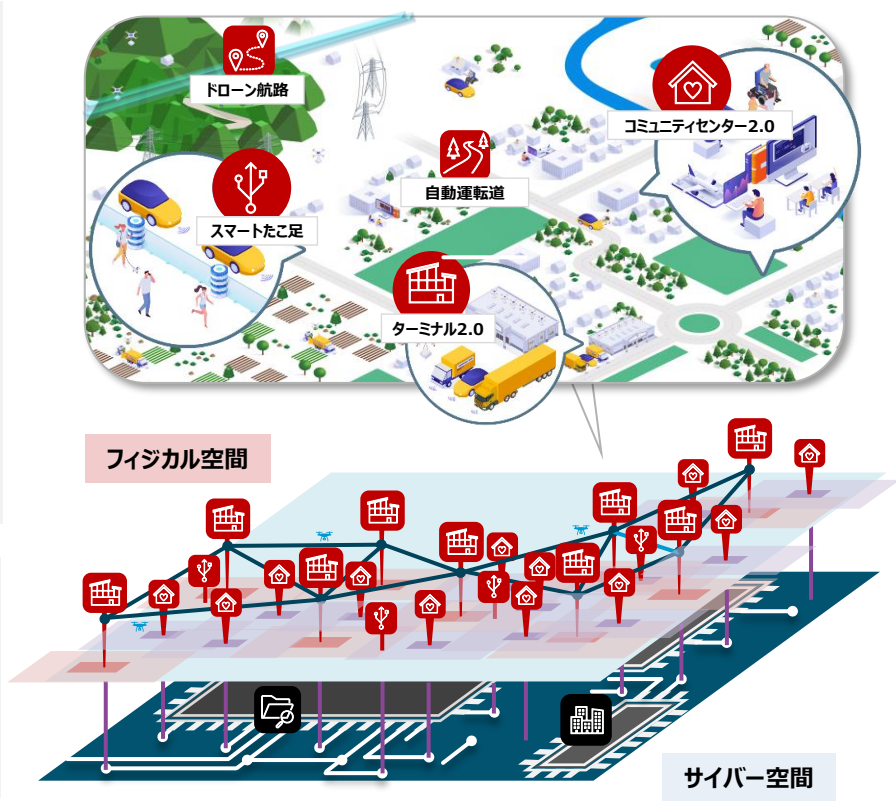 ドローン航路
コミュニティセンター2.0
自動運転道
スマートたこ足
ターミナル2.0
フィジカル空間
サイバー空間